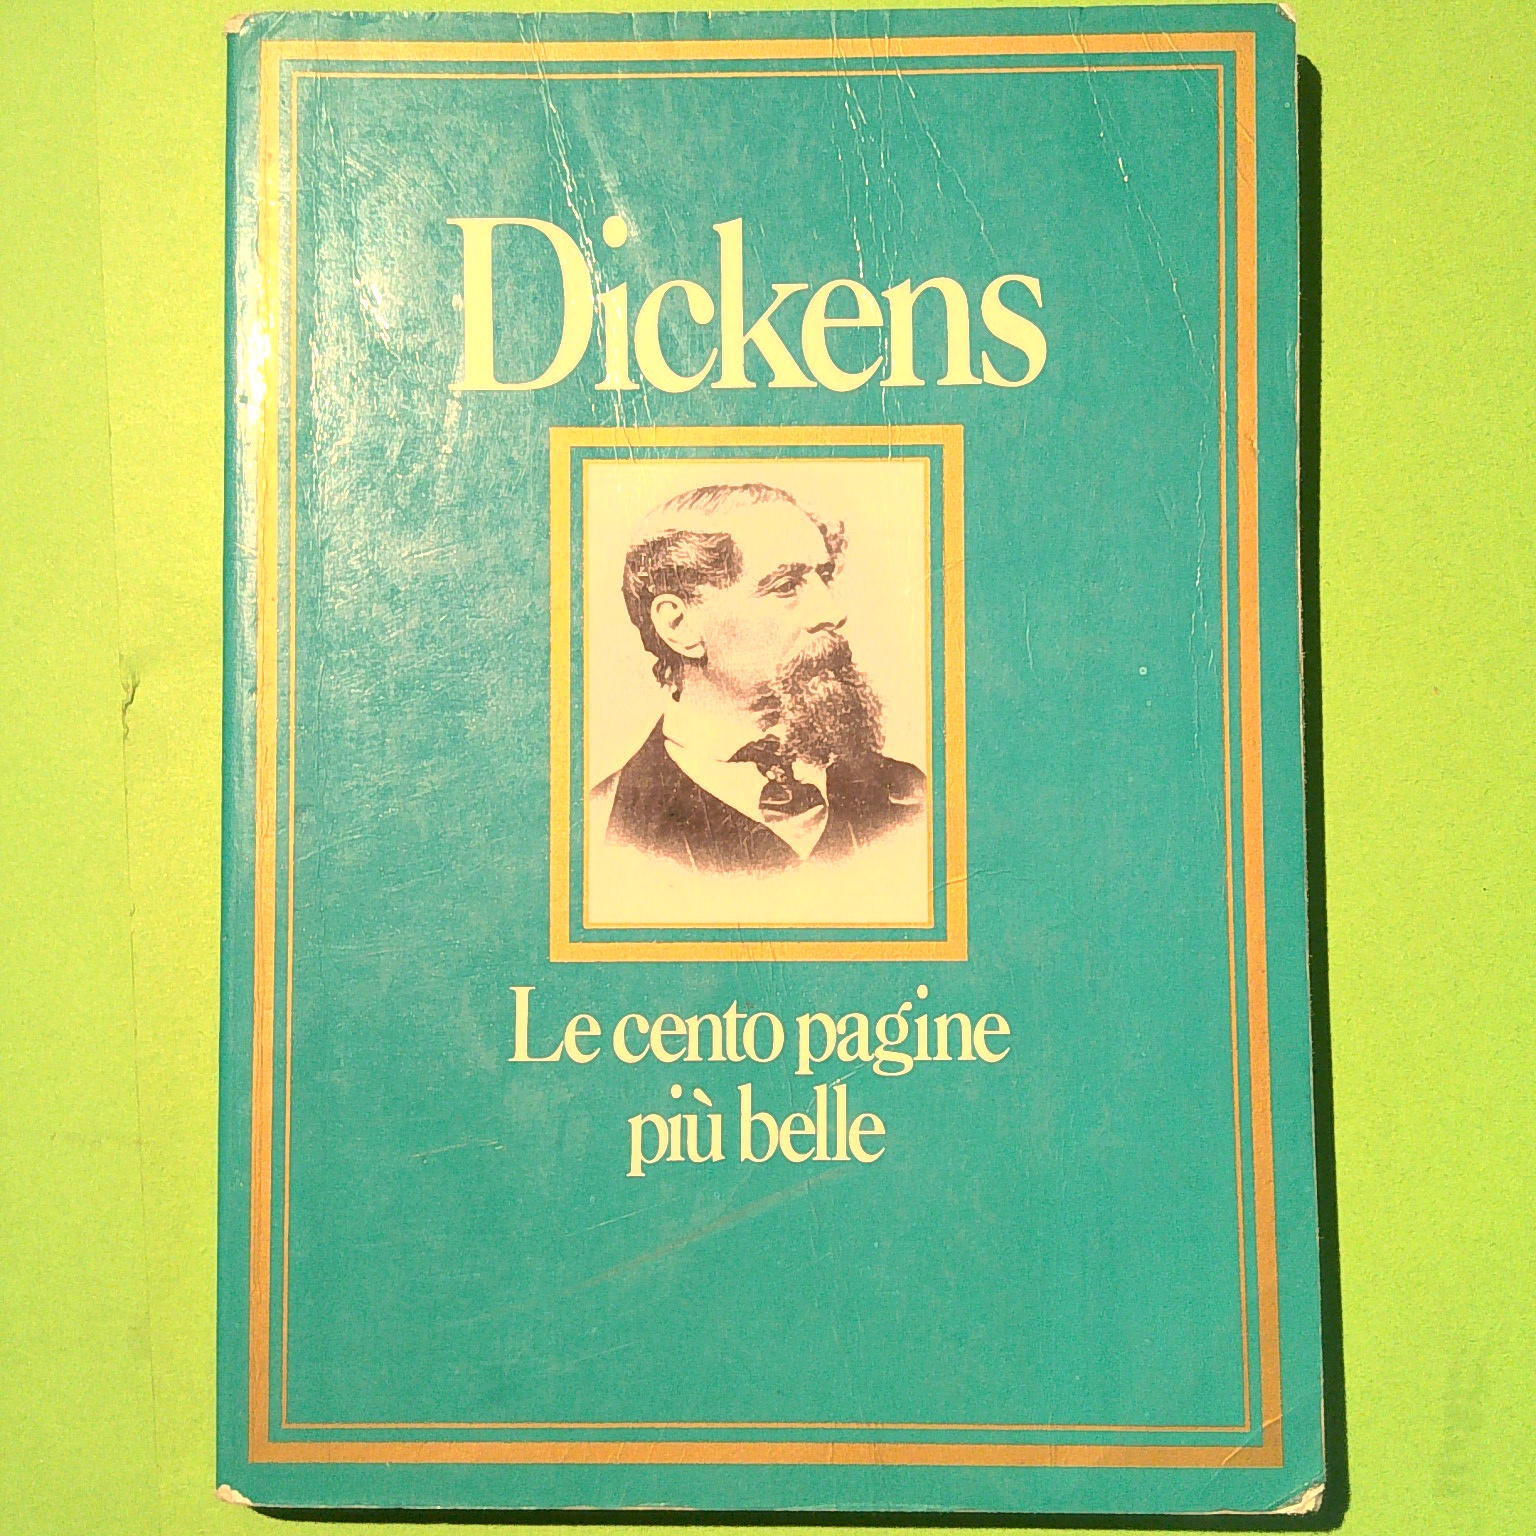 Dickens
Le cento pagine
più belle